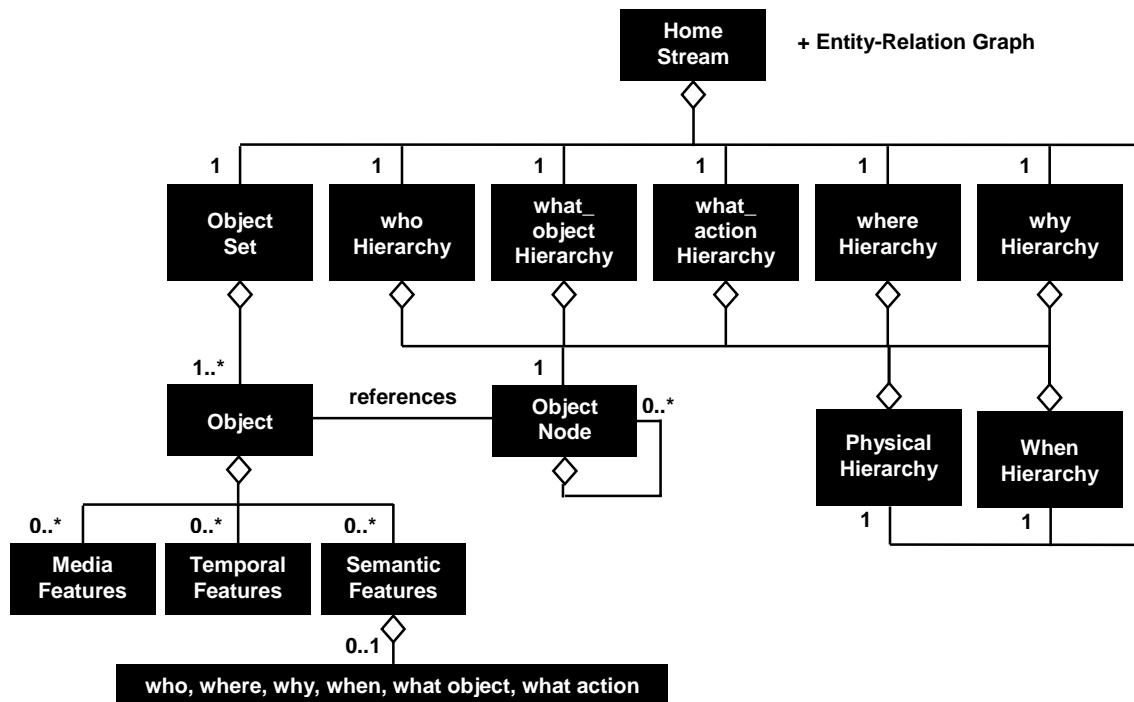 Home
Stream
+ Entity-Relation Graph
1
1
1
1
1
1
Object
Set
who
Hierarchy
what_
object
Hierarchy
what_
action
Hierarchy
where
Hierarchy
why
Hierarchy
1..*
1
Object
references
Object
Node
0..*
Physical
Hierarchy
When
Hierarchy
1
1
0..*
0..*
0..*
Media
Features
Temporal
Features
Semantic
Features
0..1
who, where, why, when, what object, what action